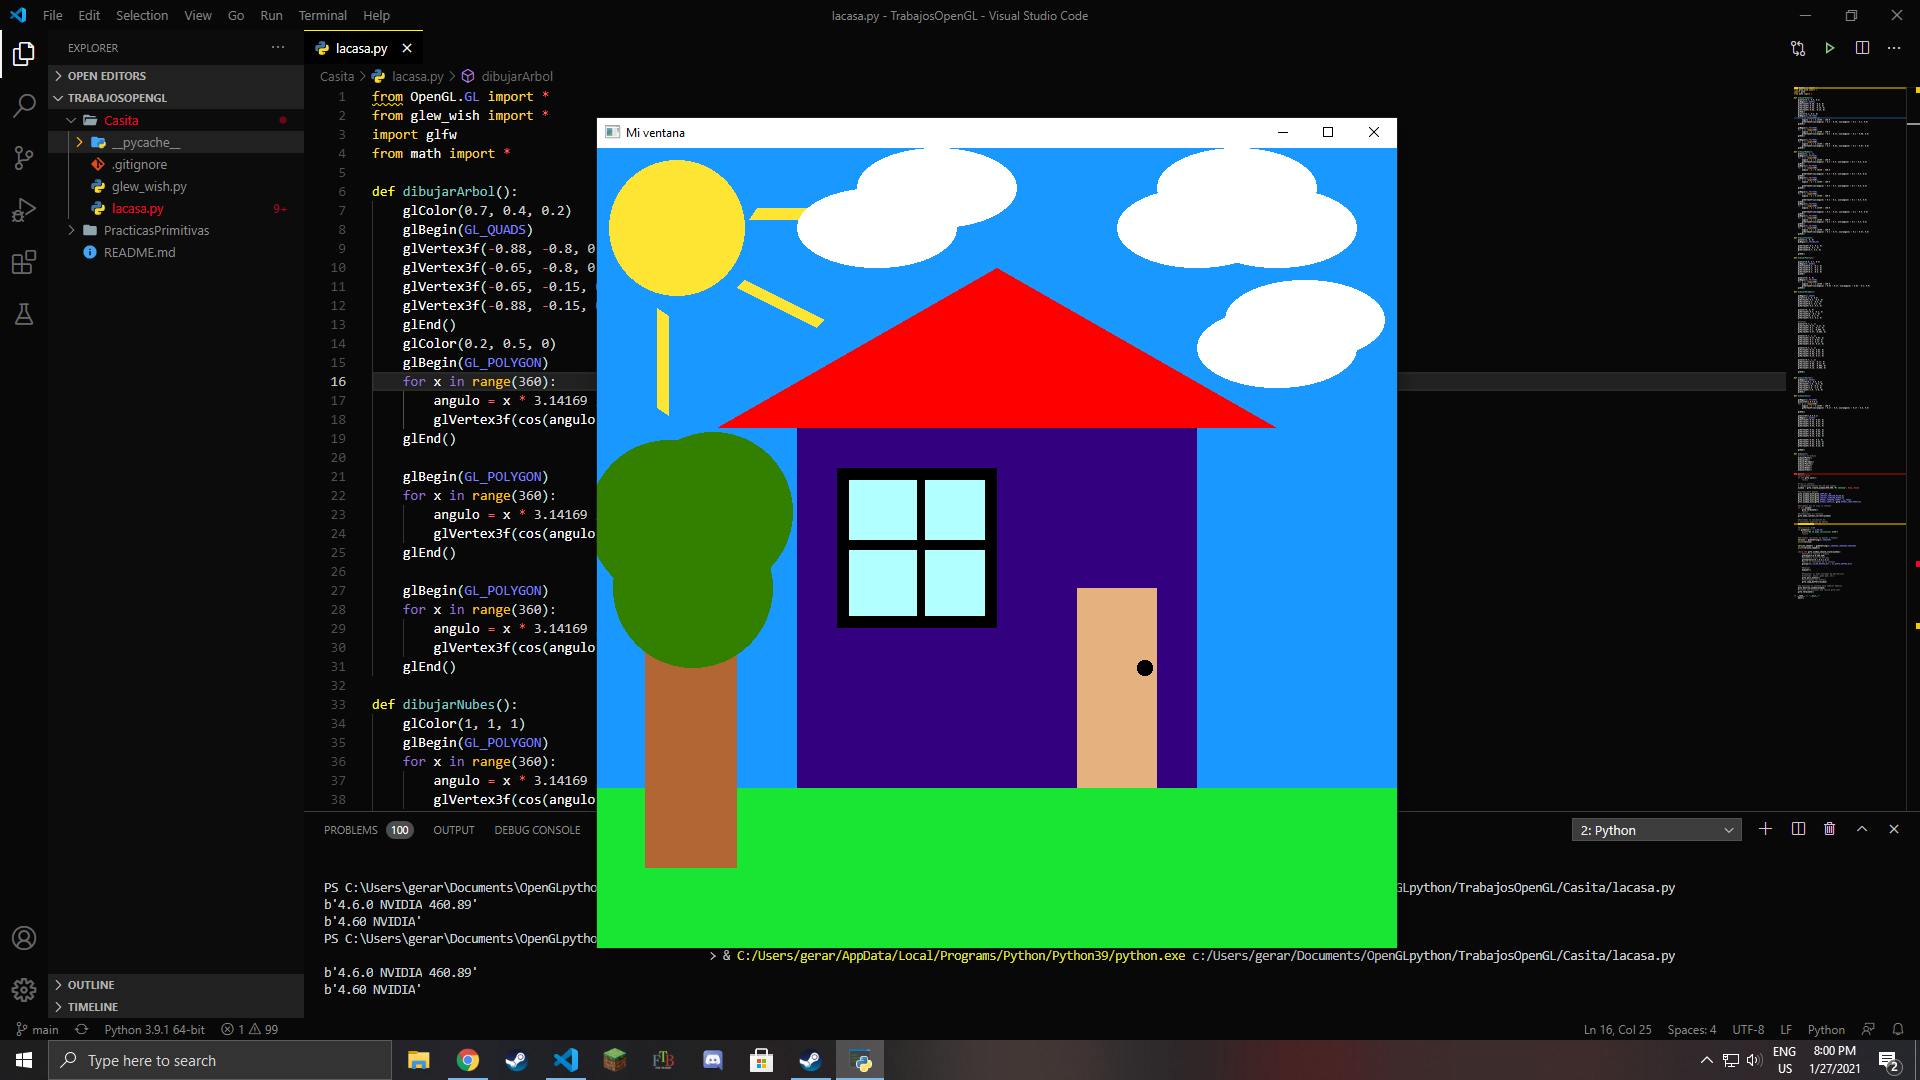 File Edit Selection View Go Run Terminal Help
lacasa.py - TrabajosOpenGL - Visual Studio Code
EXPLORER
OPEN EDITORS
TRABAJOSOPENGL
Casita
__pycache__
.gitignore
glew_wish.py
lacasa.py 9+
PracticasPrimitivas
README.md
OUTLINE
TIMELINE
lacasa.py
Casita > lacasa.py > dibujarArbol
1 from OpenGL.GL import *
2 from glew_wish import *
3 import glfw
4 from math import *
5
6 def dibujarArbol():
7 glColor(0.7, 0.4, 0.2)
8 glBegin(GL_QUADS)
9 glVertex3f(-0.88, -0.8, 0
10 glVertex3f(-0.65, -0.8, 0
11 glVertex3f(-0.65, -0.15,
12 glVertex3f(-0.88, -0.15,
13 glEnd()
14 glColor(0.2, 0.5, 0)
15 glBegin(GL_POLYGON)
16 for x in range(360):
17 angulo = x * 3.14169
18 glVertex3f(cos(angulo
19 glEnd()
20
21 glBegin(GL_POLYGON)
22 for x in range(360):
23 angulo = x * 3.14169
24 glVertex3f(cos(angulo
25 glEnd()
26
27 glBegin(GL_POLYGON)
28 for x in range(360):
29 angulo = x * 3.14169
30 glVertex3f(cos(angulo
31 glEnd()
32
33 def dibujarNubes():
34 glColor(1, 1, 1)
35 glBegin(GL_POLYGON)
36 for x in range(360):
37 angulo = x * 3.14169
38 glVertex3f(cos(angulo
Mi ventana
PROBLEMS 100 OUTPUT DEBUG CONSOLE
2: Python
PS C:\Users\gerar\Documents\OpenGLpytho GLpython/TrabajosOpenGL/Casita/lacasa.py
b'4.6.0 NVIDIA 460.89'
b'4.60 NVIDIA'
PS C:\Users\gerar\Documents\OpenGLpytho
> & C:/Users/gerar/AppData/Local/Programs/Python/Python39/python.exe c:/Users/gerar/Documents/OpenGLpython/TrabajosOpenGL/Casita/lacasa.py
b'4.6.0 NVIDIA 460.89'
b'4.60 NVIDIA'
main Python 3.9.1 64-bit 1 99
Ln 16, Col 25 Spaces: 4 UTF-8 LF Python
Type here to search
FTB
ENG
US
8:00 PM
1/27/2021
2